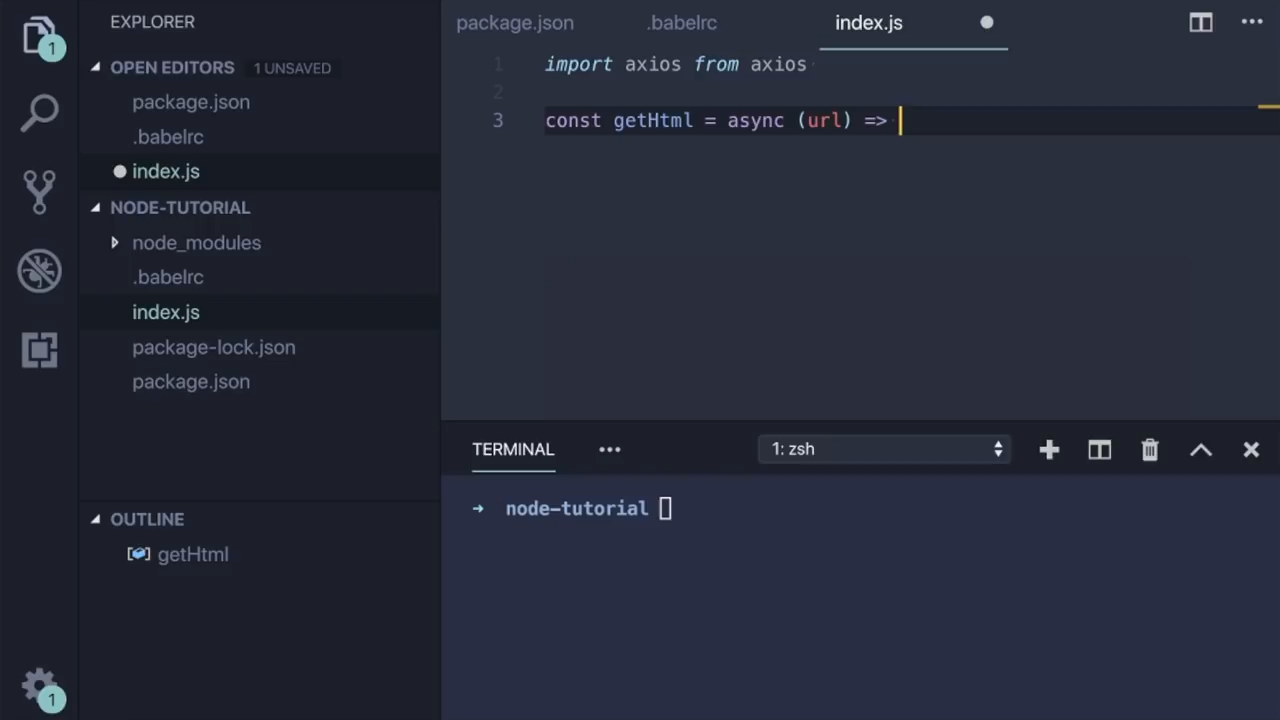 1
EXPLORER
OPEN EDITORS 1 UNSAVED
package.json
.babelrc
index.js
NODE-TUTORIAL
node_modules
.babelrc
index.js
package-lock.json
package.json
OUTLINE
getHtml
1
package.json .babelrc index.js
1 import axios from axios
2
3 const getHtml = async (url) =>
TERMINAL 1: zsh
➜ node-tutorial